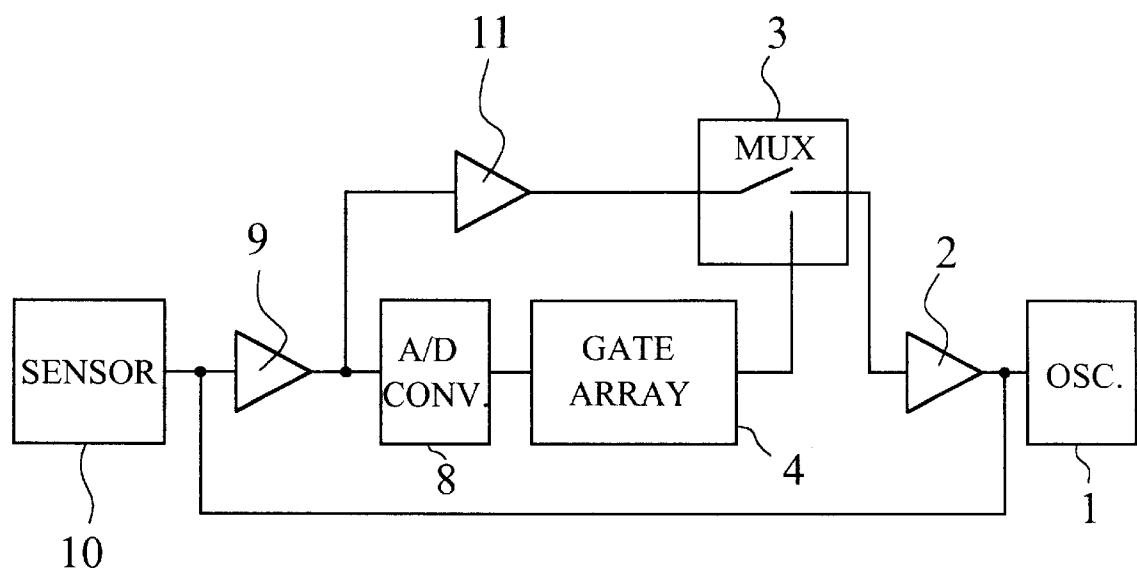 11
3
MUX
9
2
SENSOR
A/D
CONV.
GATE
ARRAY
OSC.
10
8
4
1